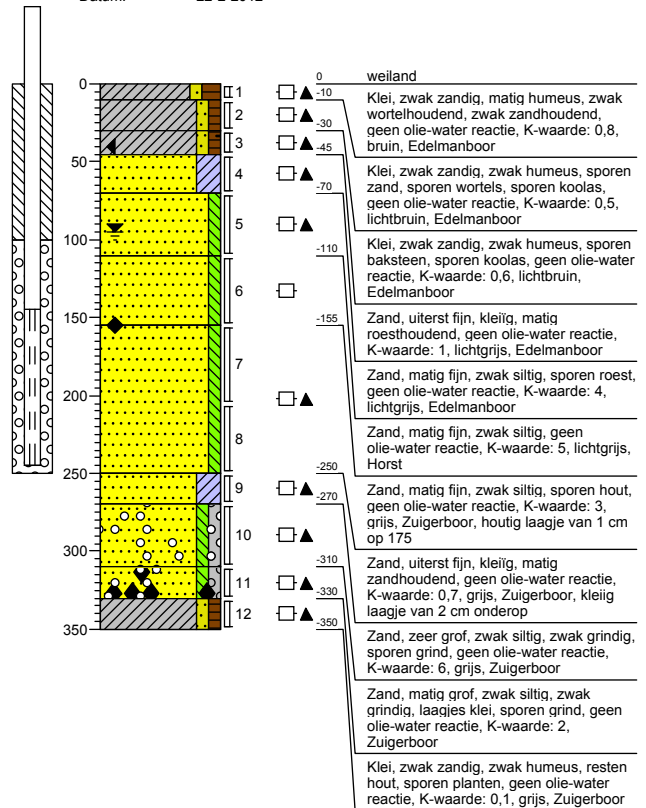 Datum: 22-2-2012
0
50
100
150
200
250
300
350
1
2
3
4
5
6
7
8
9
10
11
12
0
-10
-30
-45
-70
-110
-155
-250
-270
-310
-330
-350
weiland
Klei, zwak zandig, matig humeus, zwak
wortelhoudend, zwak zandhoudend,
geen olie-water reactie, K-waarde: 0,8,
bruin, Edelmanboor
Klei, zwak zandig, zwak humeus, sporen
zand, sporen wortels, sporen koolas,
geen olie-water reactie, K-waarde: 0,5,
lichtbruin, Edelmanboor
Klei, zwak zandig, zwak humeus, sporen
baksteen, sporen koolas, geen olie-water
reactie, K-waarde: 0,6, lichtbruin,
Edelmanboor
Zand, uiterst fijn, kleiïg, matig
roesthoudend, geen olie-water reactie,
K-waarde: 1, lichtgrijs, Edelmanboor
Zand, matig fijn, zwak siltig, sporen roest,
geen olie-water reactie, K-waarde: 4,
lichtgrijs, Edelmanboor
Zand, matig fijn, zwak siltig, geen
olie-water reactie, K-waarde: 5, lichtgrijs,
Horst
Zand, matig fijn, zwak siltig, sporen hout,
geen olie-water reactie, K-waarde: 3,
grijs, Zuigerboor, houtig laagje van 1 cm
op 175
Zand, uiterst fijn, kleiïg, matig
zandhoudend, geen olie-water reactie,
K-waarde: 0,7, grijs, Zuigerboor, kleiig
laagje van 2 cm onderop
Zand, zeer grof, zwak siltig, zwak grindig,
sporen grind, geen olie-water reactie,
K-waarde: 6, grijs, Zuigerboor
Zand, matig grof, zwak siltig, zwak
grindig, laagjes klei, sporen grind, geen
olie-water reactie, K-waarde: 2,
Zuigerboor
Klei, zwak zandig, zwak humeus, resten
hout, sporen planten, geen olie-water
reactie, K-waarde: 0,1, grijs, Zuigerboor